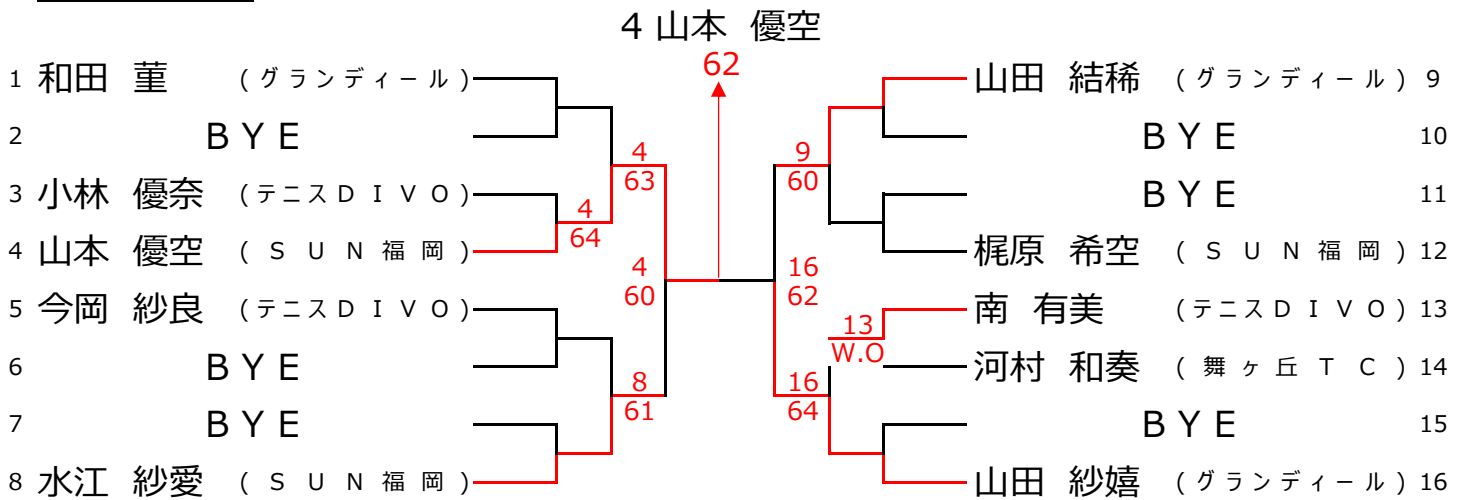 4 山本 優空
62
1 和田 菫 (グランディール)
2 BYE
3 小林 優奈 (テニスDIVO)
4 山本 優空 (SUN福岡)
5 今岡 紗良 (テニスDIVO)
6 BYE
7 BYE
8 水江 紗愛 (SUN福岡)
4
64
4
63
8
61
4
60
山田 結稀 (グランディール) 9
BYE 10
BYE 11
梶原 希空 (SUN福岡) 12
南 有美 (テニスDIVO) 13
河村 和奏 (舞ヶ丘TC) 14
BYE 15
山田 紗嬉 (グランディール) 16
9
60
13
W.O
16
64
16
62